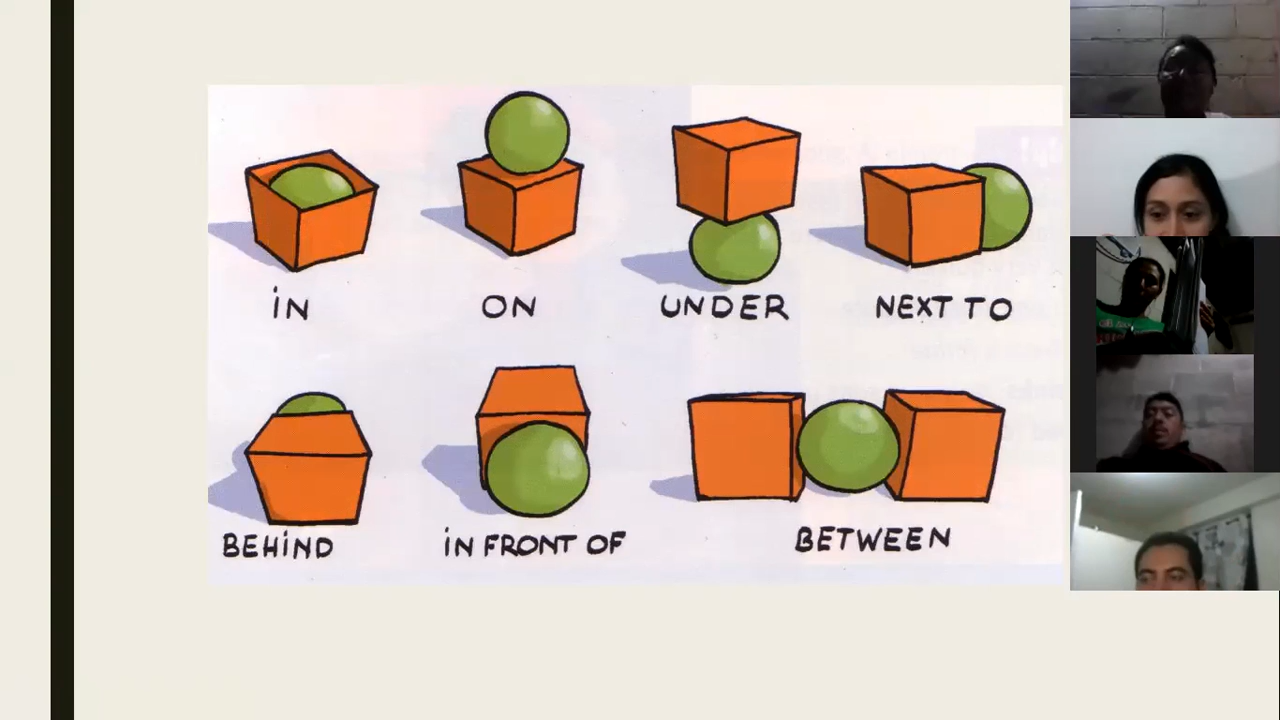 iN
ON
UNDER
NEXT TO
BEHiND
iN FRONT OF
BETWEEN